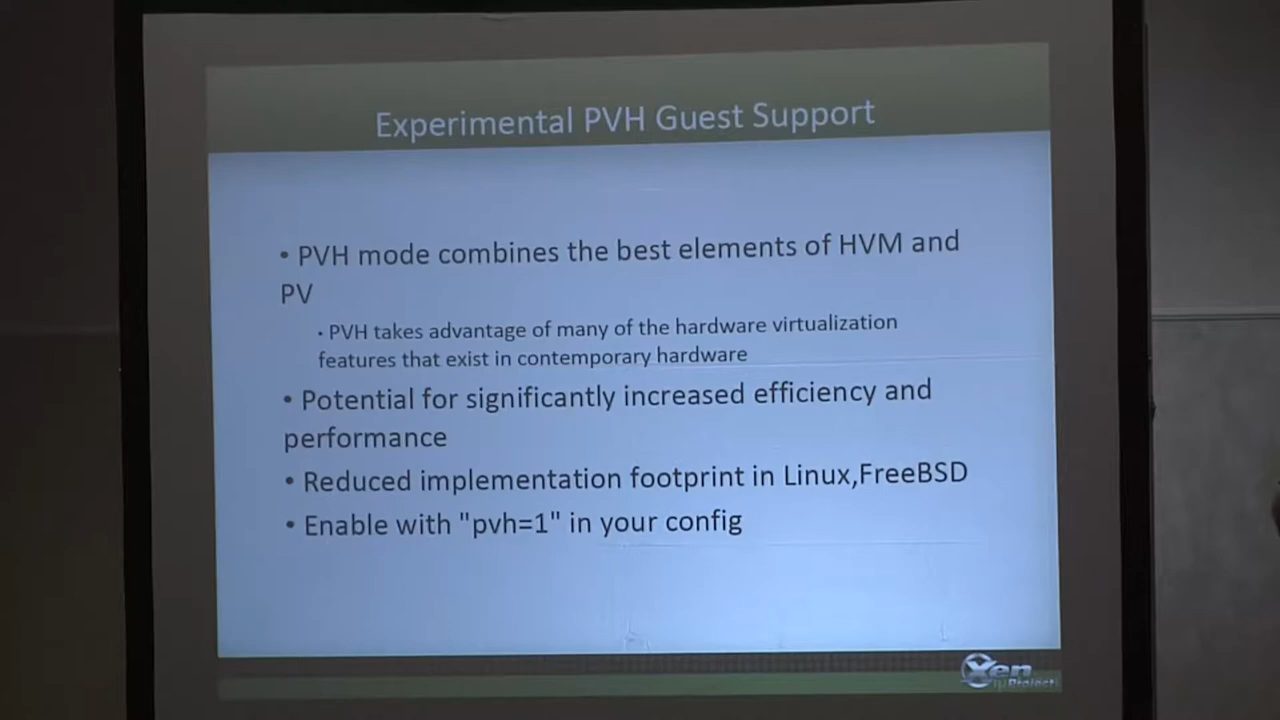 Experimental PVH Guest Support
• PVH mode combines the best elements of HVM and
PV
• PVH takes advantage of many of the hardware virtualization
features that exist in contemporary hardware
• Potential for significantly increased efficiency and
performance
• Reduced implementation footprint in Linux,FreeBSD
• Enable with "pvh=1" in your config
Xen
Project